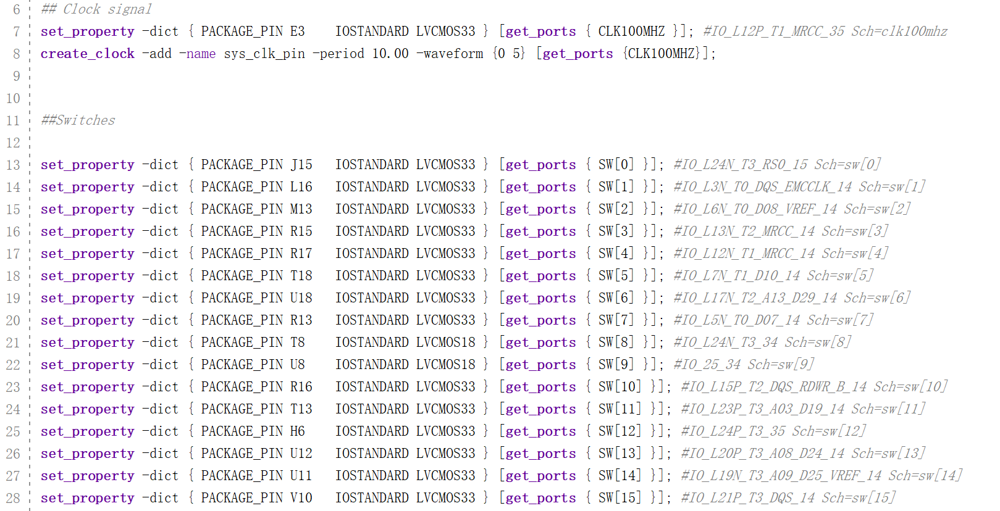 6 ## Clock signal
7 set_property -dict { PACKAGE_PIN E3    IOSTANDARD LVCMOS33 } [get_ports { CLK100MHZ }]; #IO_L12P_T1_MRCC_35 Sch=clk100mhz
8 create_clock -add -name sys_clk_pin -period 10.00 -waveform {0 5} [get_ports {CLK100MHZ}];
9
10
11 ##Switches
12
13 set_property -dict { PACKAGE_PIN J15   IOSTANDARD LVCMOS33 } [get_ports { SW[0] }]; #IO_L24N_T3_RS0_15 Sch=sw[0]
14 set_property -dict { PACKAGE_PIN L16   IOSTANDARD LVCMOS33 } [get_ports { SW[1] }]; #IO_L3N_T0_DQS_EMCCLK_14 Sch=sw[1]
15 set_property -dict { PACKAGE_PIN M13   IOSTANDARD LVCMOS33 } [get_ports { SW[2] }]; #IO_L6N_T0_D08_VREF_14 Sch=sw[2]
16 set_property -dict { PACKAGE_PIN R15   IOSTANDARD LVCMOS33 } [get_ports { SW[3] }]; #IO_L13N_T2_MRCC_14 Sch=sw[3]
17 set_property -dict { PACKAGE_PIN R17   IOSTANDARD LVCMOS33 } [get_ports { SW[4] }]; #IO_L12N_T1_MRCC_14 Sch=sw[4]
18 set_property -dict { PACKAGE_PIN T18   IOSTANDARD LVCMOS33 } [get_ports { SW[5] }]; #IO_L7N_T1_D10_14 Sch=sw[5]
19 set_property -dict { PACKAGE_PIN U18   IOSTANDARD LVCMOS33 } [get_ports { SW[6] }]; #IO_L17N_T2_A13_D29_14 Sch=sw[6]
20 set_property -dict { PACKAGE_PIN R13   IOSTANDARD LVCMOS33 } [get_ports { SW[7] }]; #IO_L5N_T0_D07_14 Sch=sw[7]
21 set_property -dict { PACKAGE_PIN T8    IOSTANDARD LVCMOS18 } [get_ports { SW[8] }]; #IO_L24N_T3_34 Sch=sw[8]
22 set_property -dict { PACKAGE_PIN U8    IOSTANDARD LVCMOS18 } [get_ports { SW[9] }]; #IO_25_34 Sch=sw[9]
23 set_property -dict { PACKAGE_PIN R16   IOSTANDARD LVCMOS33 } [get_ports { SW[10] }]; #IO_L15P_T2_DQS_RDWR_B_14 Sch=sw[10]
24 set_property -dict { PACKAGE_PIN T13   IOSTANDARD LVCMOS33 } [get_ports { SW[11] }]; #IO_L23P_T3_A03_D19_14 Sch=sw[11]
25 set_property -dict { PACKAGE_PIN H6    IOSTANDARD LVCMOS33 } [get_ports { SW[12] }]; #IO_L24P_T3_35 Sch=sw[12]
26 set_property -dict { PACKAGE_PIN U12   IOSTANDARD LVCMOS33 } [get_ports { SW[13] }]; #IO_L20P_T3_A08_D24_14 Sch=sw[13]
27 set_property -dict { PACKAGE_PIN U11   IOSTANDARD LVCMOS33 } [get_ports { SW[14] }]; #IO_L19N_T3_A09_D25_VREF_14 Sch=sw[14]
28 set_property -dict { PACKAGE_PIN V10   IOSTANDARD LVCMOS33 } [get_ports { SW[15] }]; #IO_L21P_T3_DQS_14 Sch=sw[15]